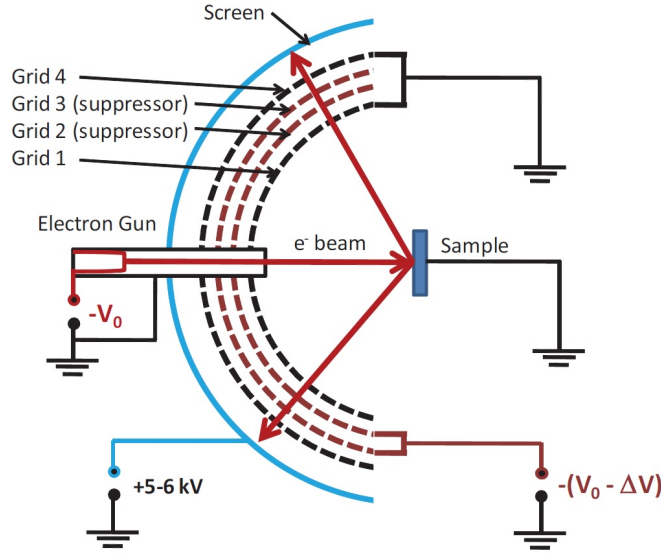 Screen
Grid 4
Grid 3 (suppressor)
Grid 2 (suppressor)
Grid 1
Electron Gun
e⁻ beam
Sample
-V₀
+5-6 kV
-(V₀ - ΔV)